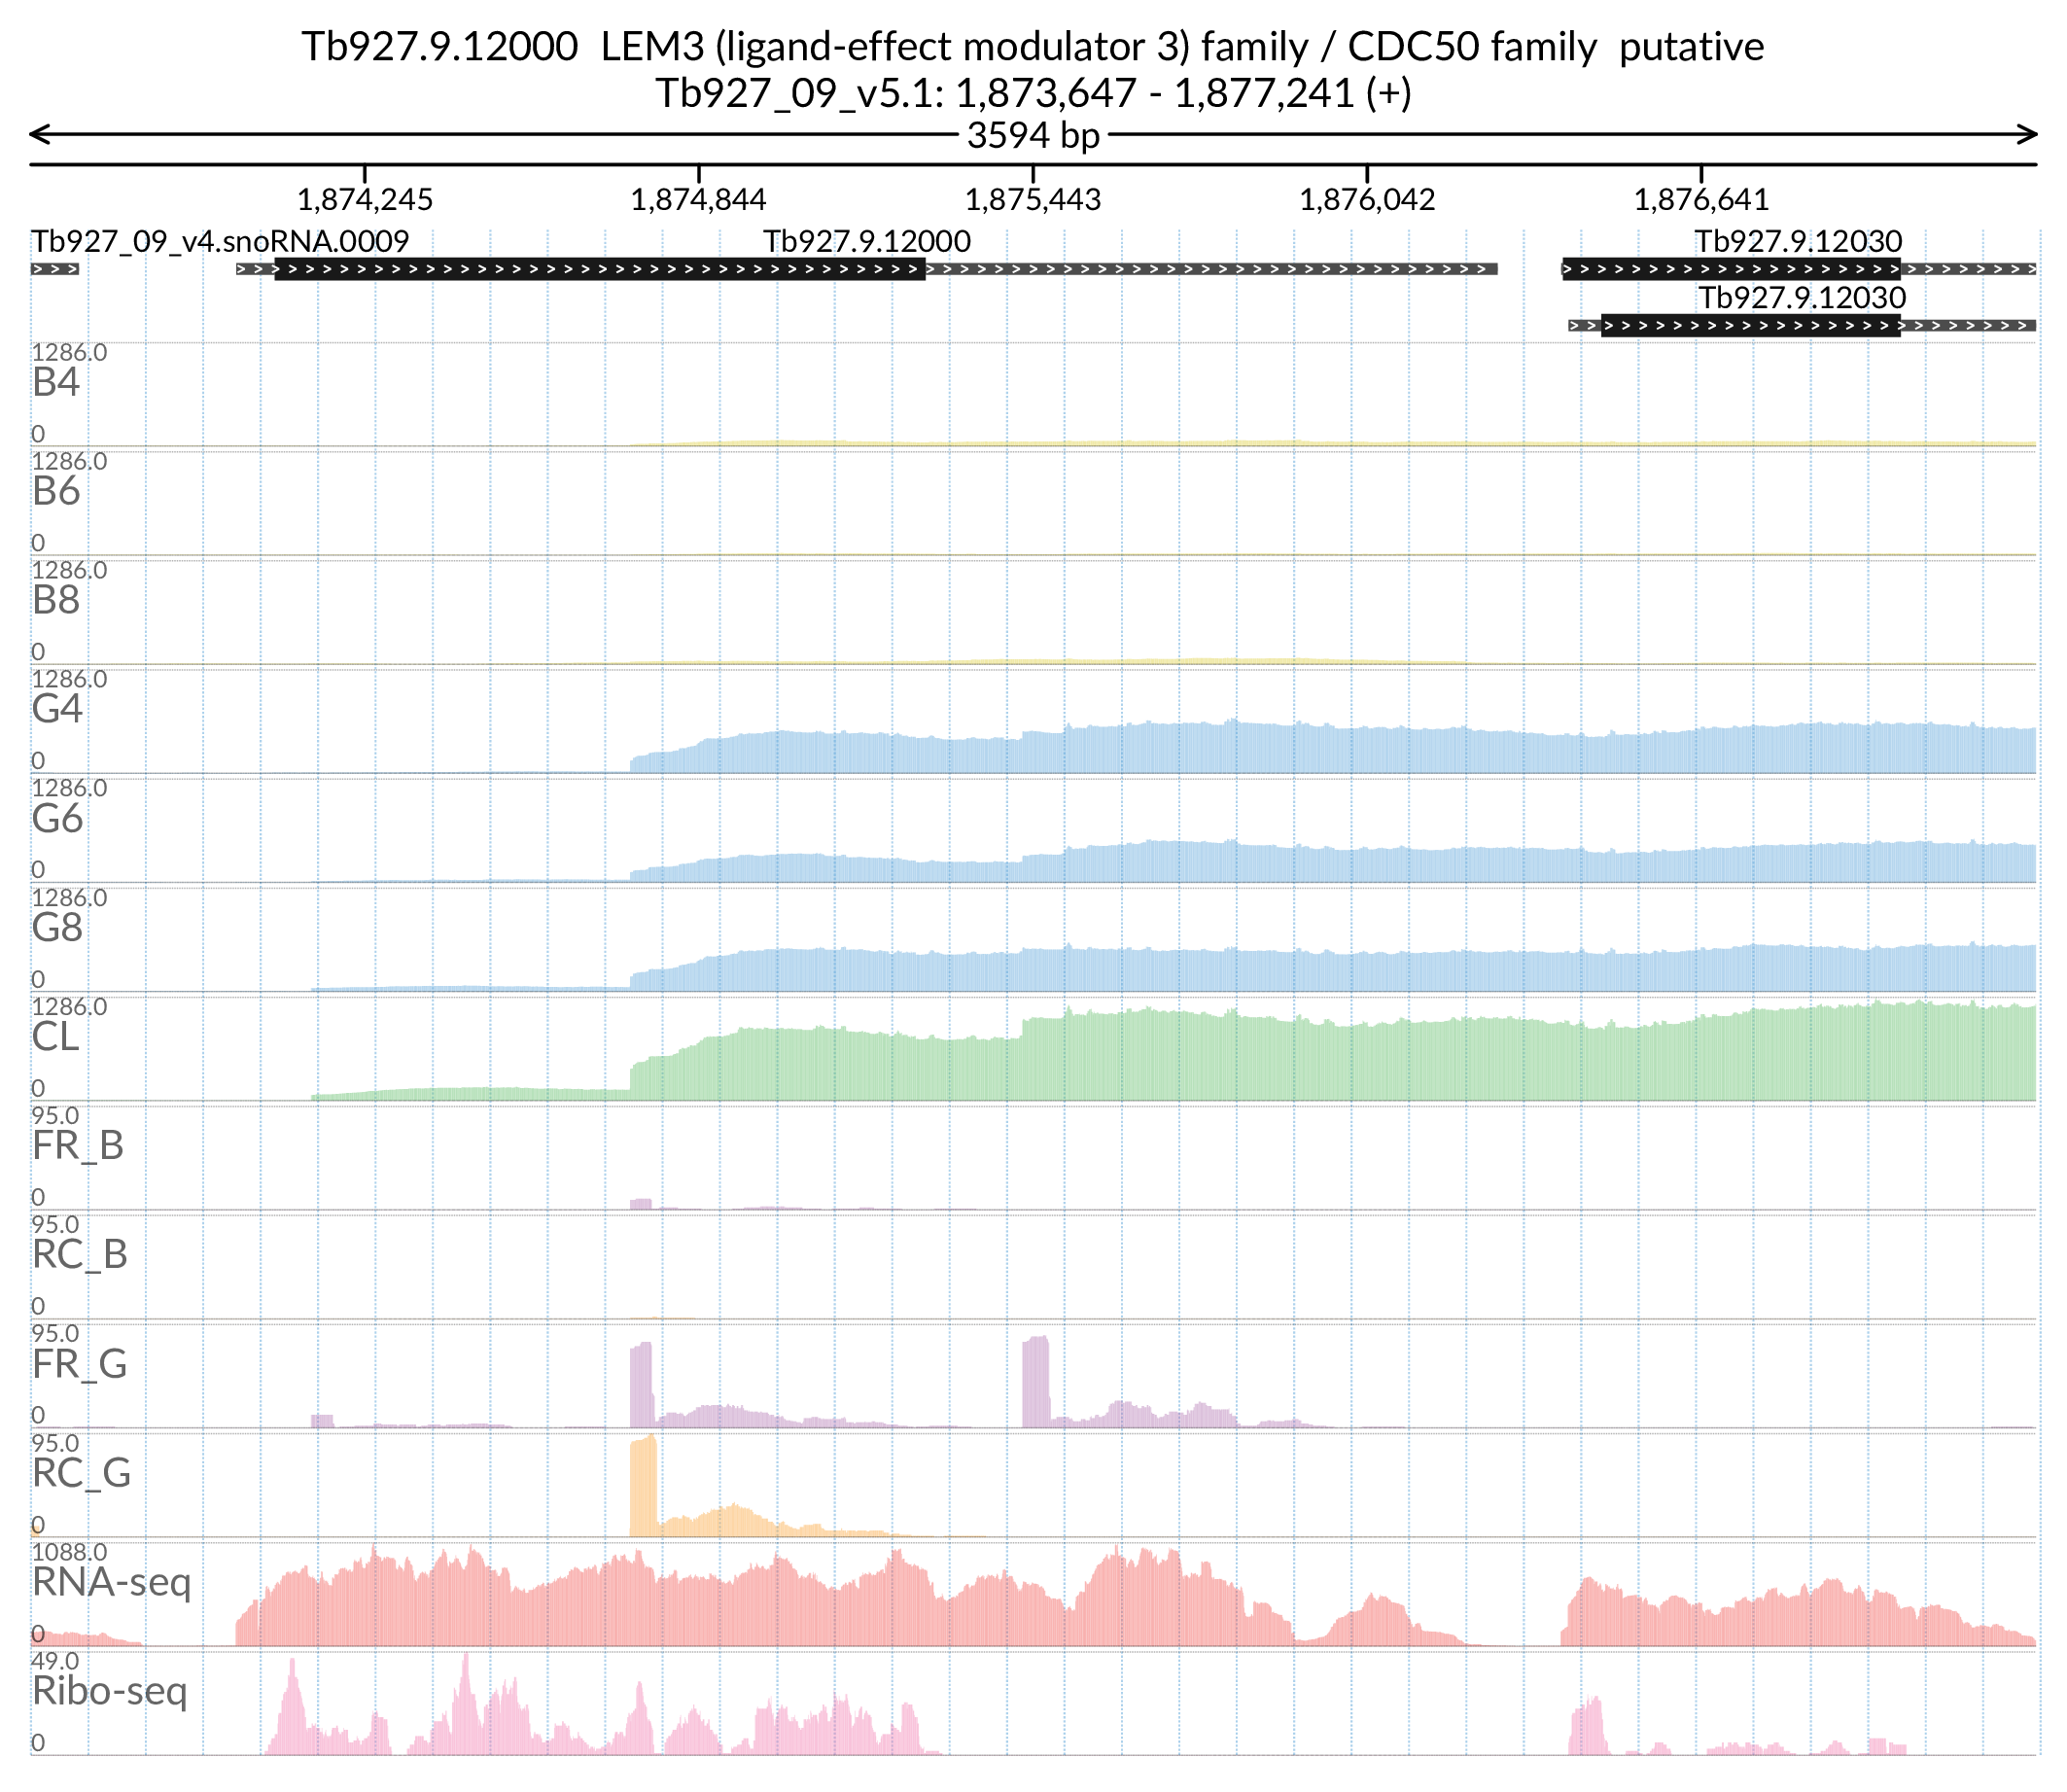 Tb927.9.12000  LEM3 (ligand-effect modulator 3) family / CDC50 family  putative
Tb927_09_v5.1: 1,873,647 - 1,877,241 (+)
3594 bp
1,874,245 1,874,844 1,875,443 1,876,042 1,876,641
Tb927_09_v4.snoRNA.0009 Tb927.9.12000 Tb927.9.12030
Tb927.9.12030
1286.0
B4
0
1286.0
B6
0
1286.0
B8
0
1286.0
G4
0
1286.0
G6
0
1286.0
G8
0
1286.0
CL
0
95.0
FR_B
0
95.0
RC_B
0
95.0
FR_G
0
95.0
RC_G
0
1088.0
RNA-seq
0
49.0
Ribo-seq
0